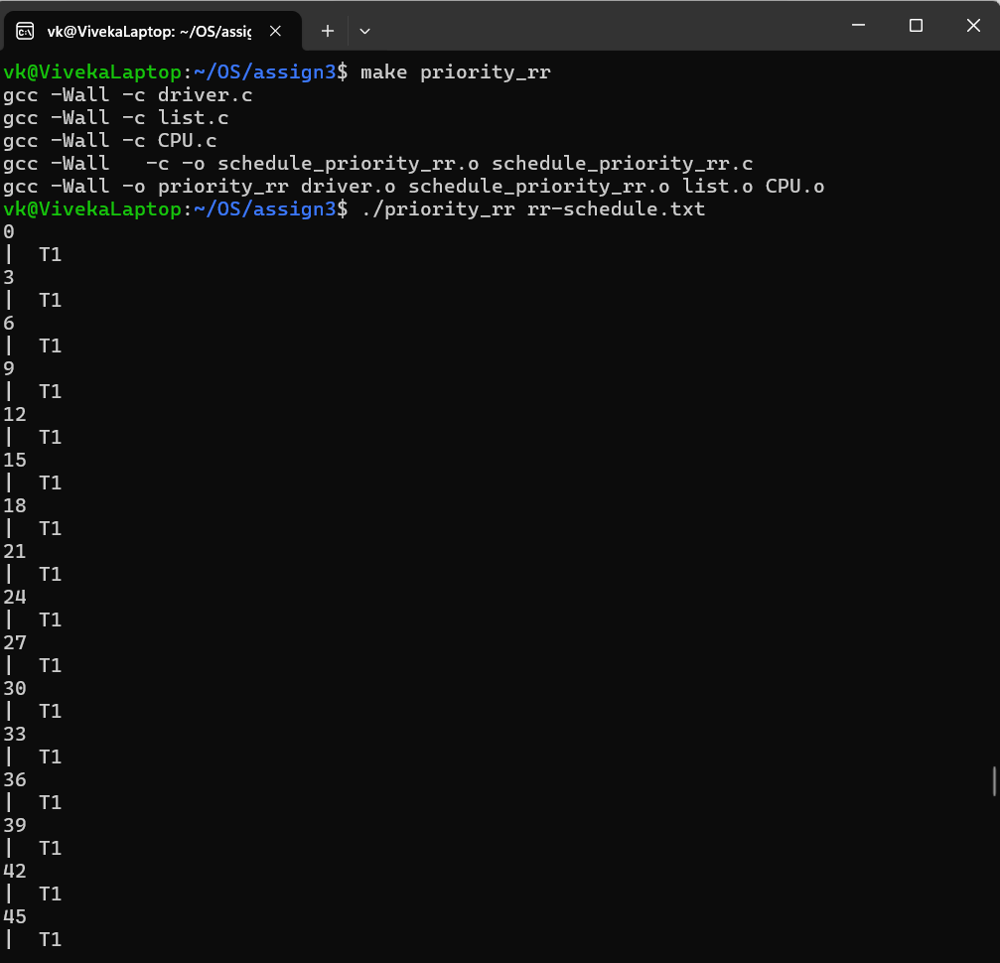 vk@VivekaLaptop: ~/OS/assig
vk@VivekaLaptop:~/OS/assign3$ make priority_rr
gcc -Wall -c driver.c
gcc -Wall -c list.c
gcc -Wall -c CPU.c
gcc -Wall   -c -o schedule_priority_rr.o schedule_priority_rr.c
gcc -Wall -o priority_rr driver.o schedule_priority_rr.o list.o CPU.o
vk@VivekaLaptop:~/OS/assign3$ ./priority_rr rr-schedule.txt
0
|  T1
3
|  T1
6
|  T1
9
|  T1
12
|  T1
15
|  T1
18
|  T1
21
|  T1
24
|  T1
27
|  T1
30
|  T1
33
|  T1
36
|  T1
39
|  T1
42
|  T1
45
|  T1